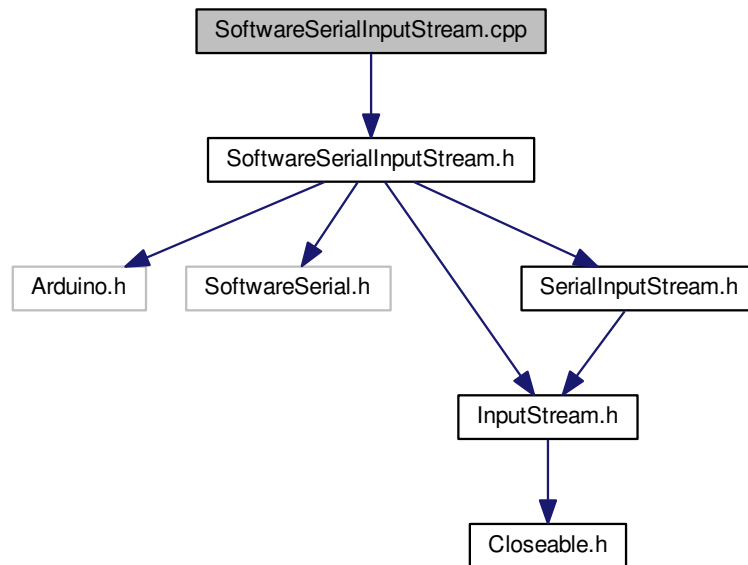 SoftwareSerialInputStream.cpp
SoftwareSerialInputStream.h
Arduino.h
SoftwareSerial.h
SerialInputStream.h
InputStream.h
Closeable.h